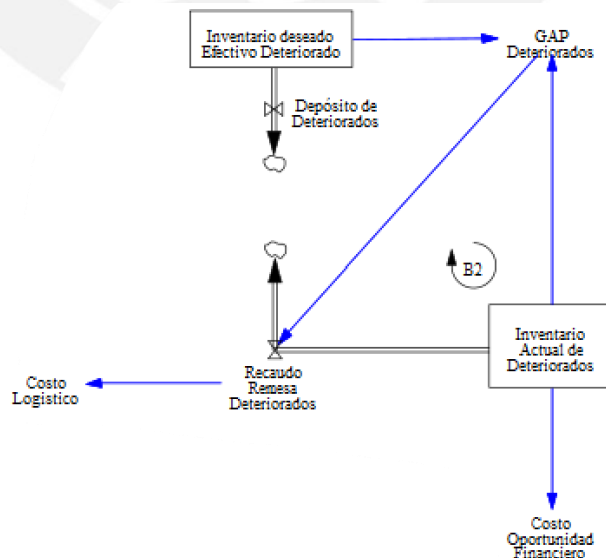 Inventario deseado
Efectivo Deteriorado
GAP
Deteriorados
Depósito de
Deteriorados
B2
Inventario
Actual de
Deteriorados
Recaudo
Remesa
Deteriorados
Costo
Logistico
Costo
Oportunidad
Financiero